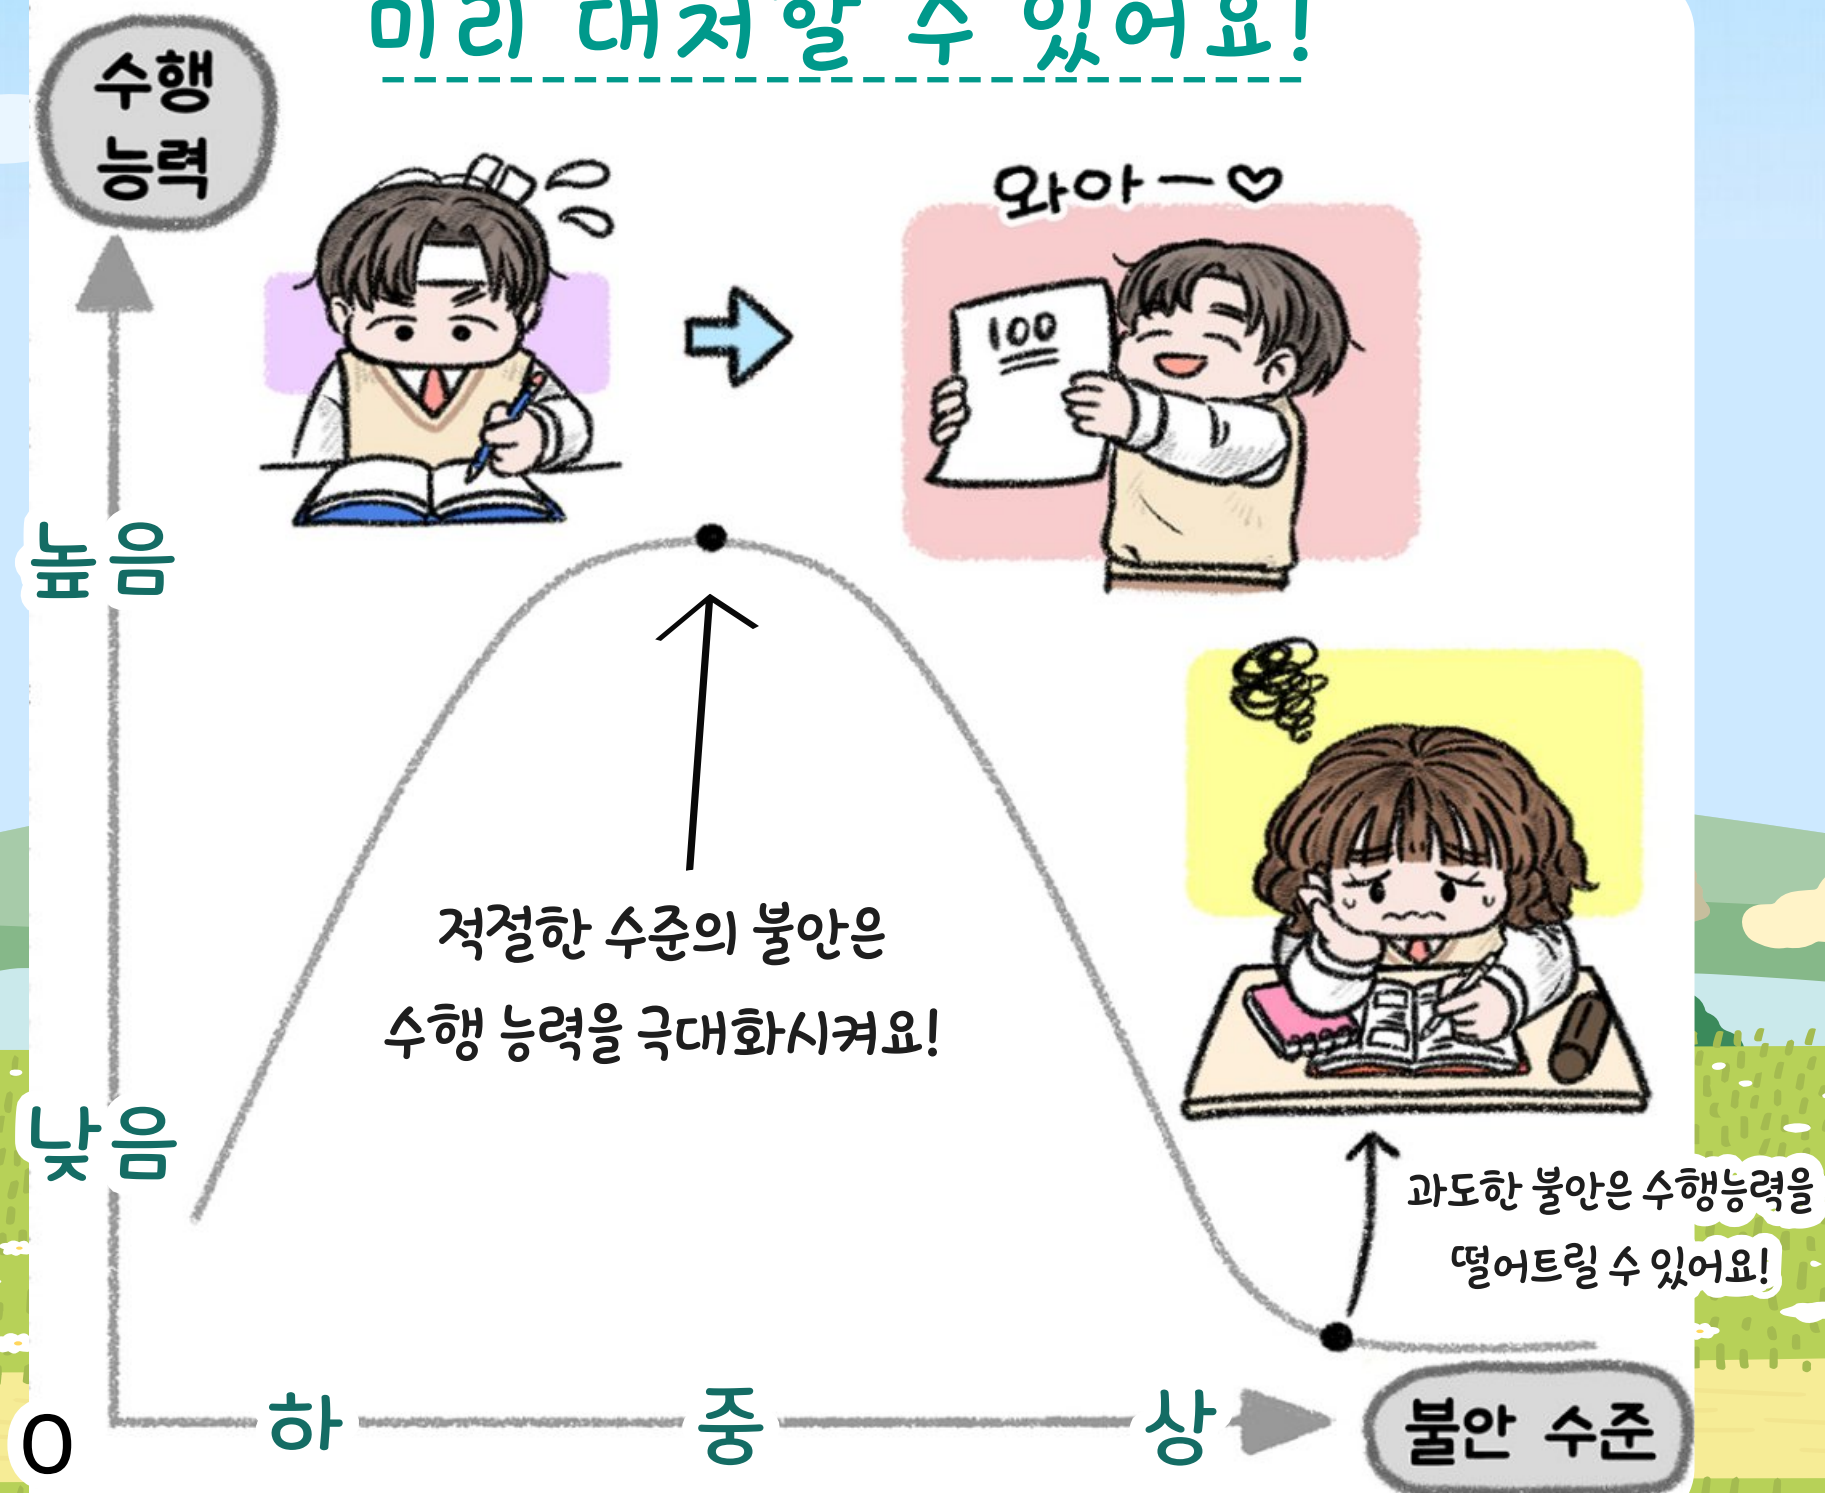 미리 대처할 수 있어요!
수행
능력
와아-♡
100
높음
적절한 수준의 불안은
수행 능력을 극대화시켜요!
낮음
과도한 불안은 수행능력을
떨어트릴 수 있어요!
0
하
중
상
불안 수준